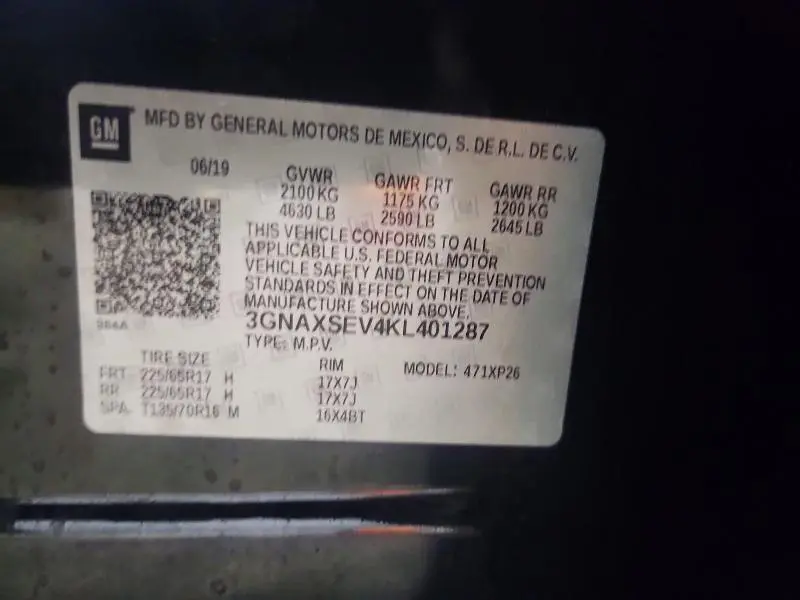 GM
MFD BY GENERAL MOTORS DE MEXICO, S. DE R.L. DE C.V.
06/19 GVWR GAWR FRT GAWR RR
2100 KG 1175 KG 1200 KG
4630 LB 2590 LB 2645 LB
THIS VEHICLE CONFORMS TO ALL
APPLICABLE U.S. FEDERAL MOTOR
VEHICLE SAFETY AND THEFT PREVENTION
STANDARDS IN EFFECT ON THE DATE OF
MANUFACTURE SHOWN ABOVE.
3GNAXSEV4KL401287
TYPE: M.P.V.
TIRE SIZE RIM MODEL: 471XP26
FRT 225/65R17 H 17X7J
RR 225/65R17 H 17X7J
SPA T135/70R16 M 16X4BT